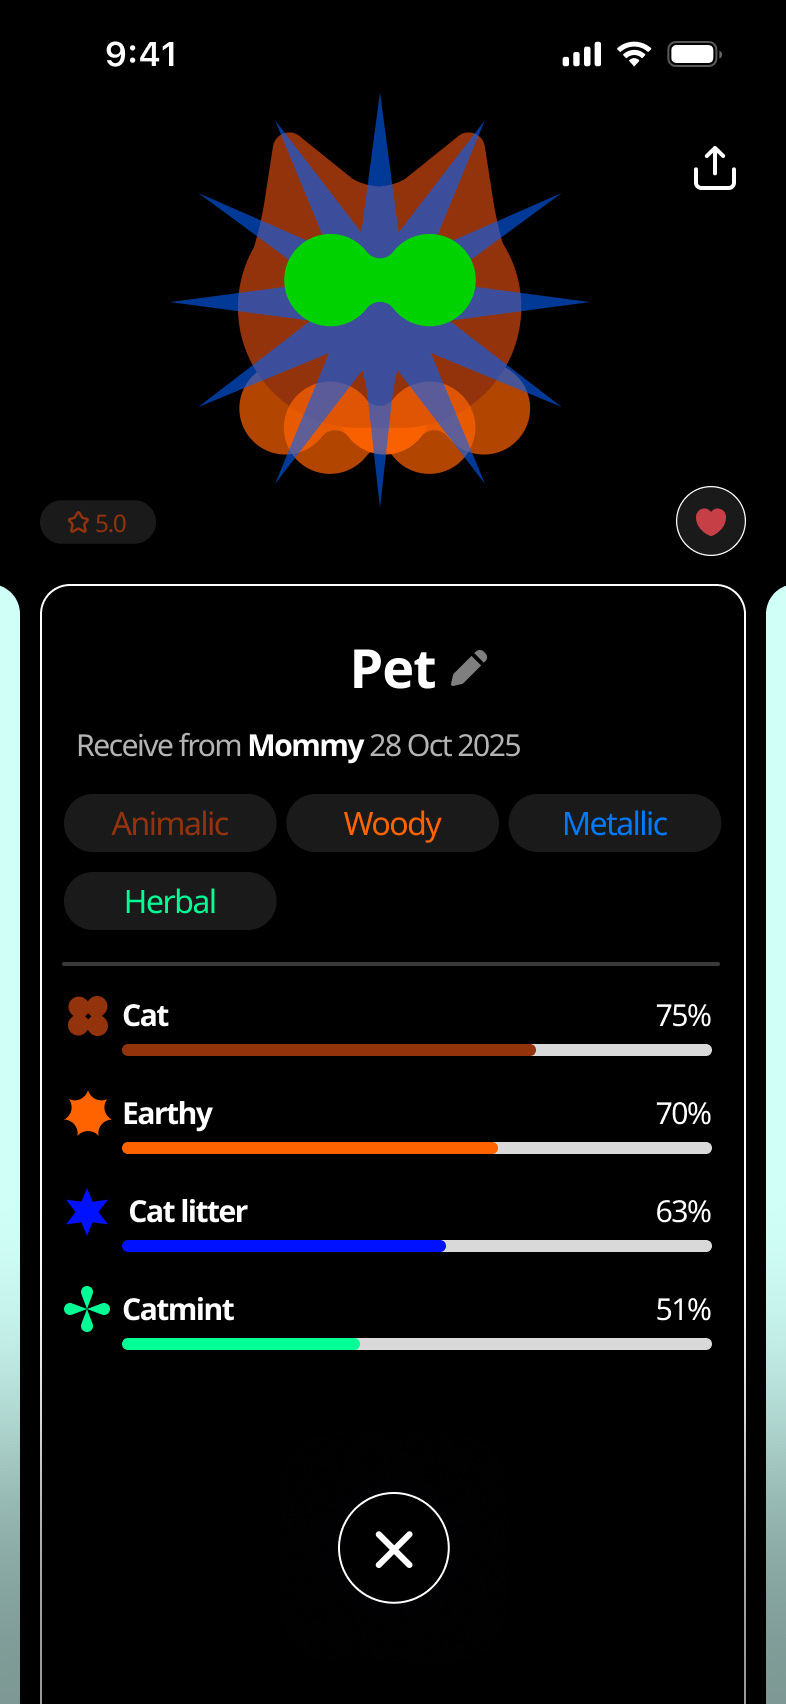 9:41
5.0
Pet
Receive from Mommy 28 Oct 2025
Animalic Woody Metallic
Herbal
Cat 75%
Earthy 70%
Cat litter 63%
Catmint 51%